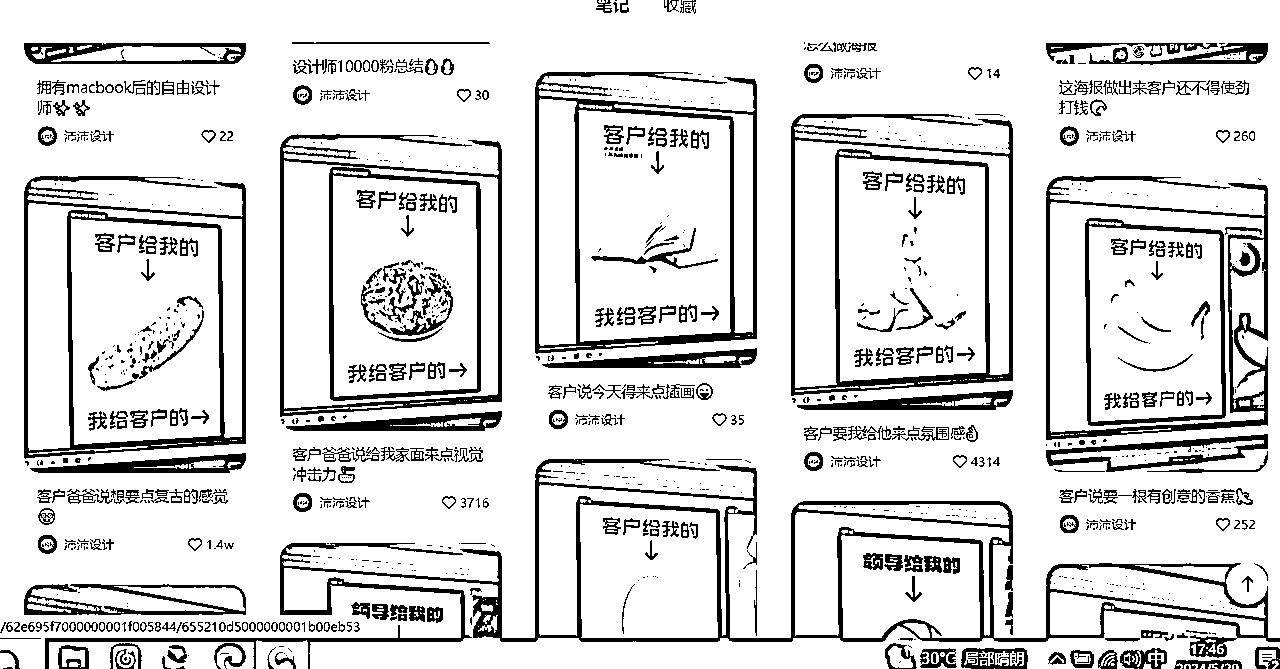 笔记 收藏
拥有macbook后的自由设计
师
沛沛设计 22
客户给我的
我给客户的→
客户爸爸说想要点复古的感觉
沛沛设计 1.4w
设计师10000粉总结
沛沛设计 30
客户给我的
我给客户的→
客户爸爸说给我家面来点视觉
冲击力
沛沛设计 3716
领导给我的
客户给我的
我给客户的→
客户说今天得来点插画
沛沛设计 35
客户给我的
怎么做海报
沛沛设计 14
客户给我的
我给客户的→
客户要我给他来点氛围感
沛沛设计 4314
领导给我的
这海报做出来客户还不得使劲
打钱
沛沛设计 260
客户给我的
我给客户的→
客户说要一根有创意的香蕉
沛沛设计 252
/62e695f7000000001f005844/655210d5000000001b00eb53
30°C 局部晴朗
中
17:46